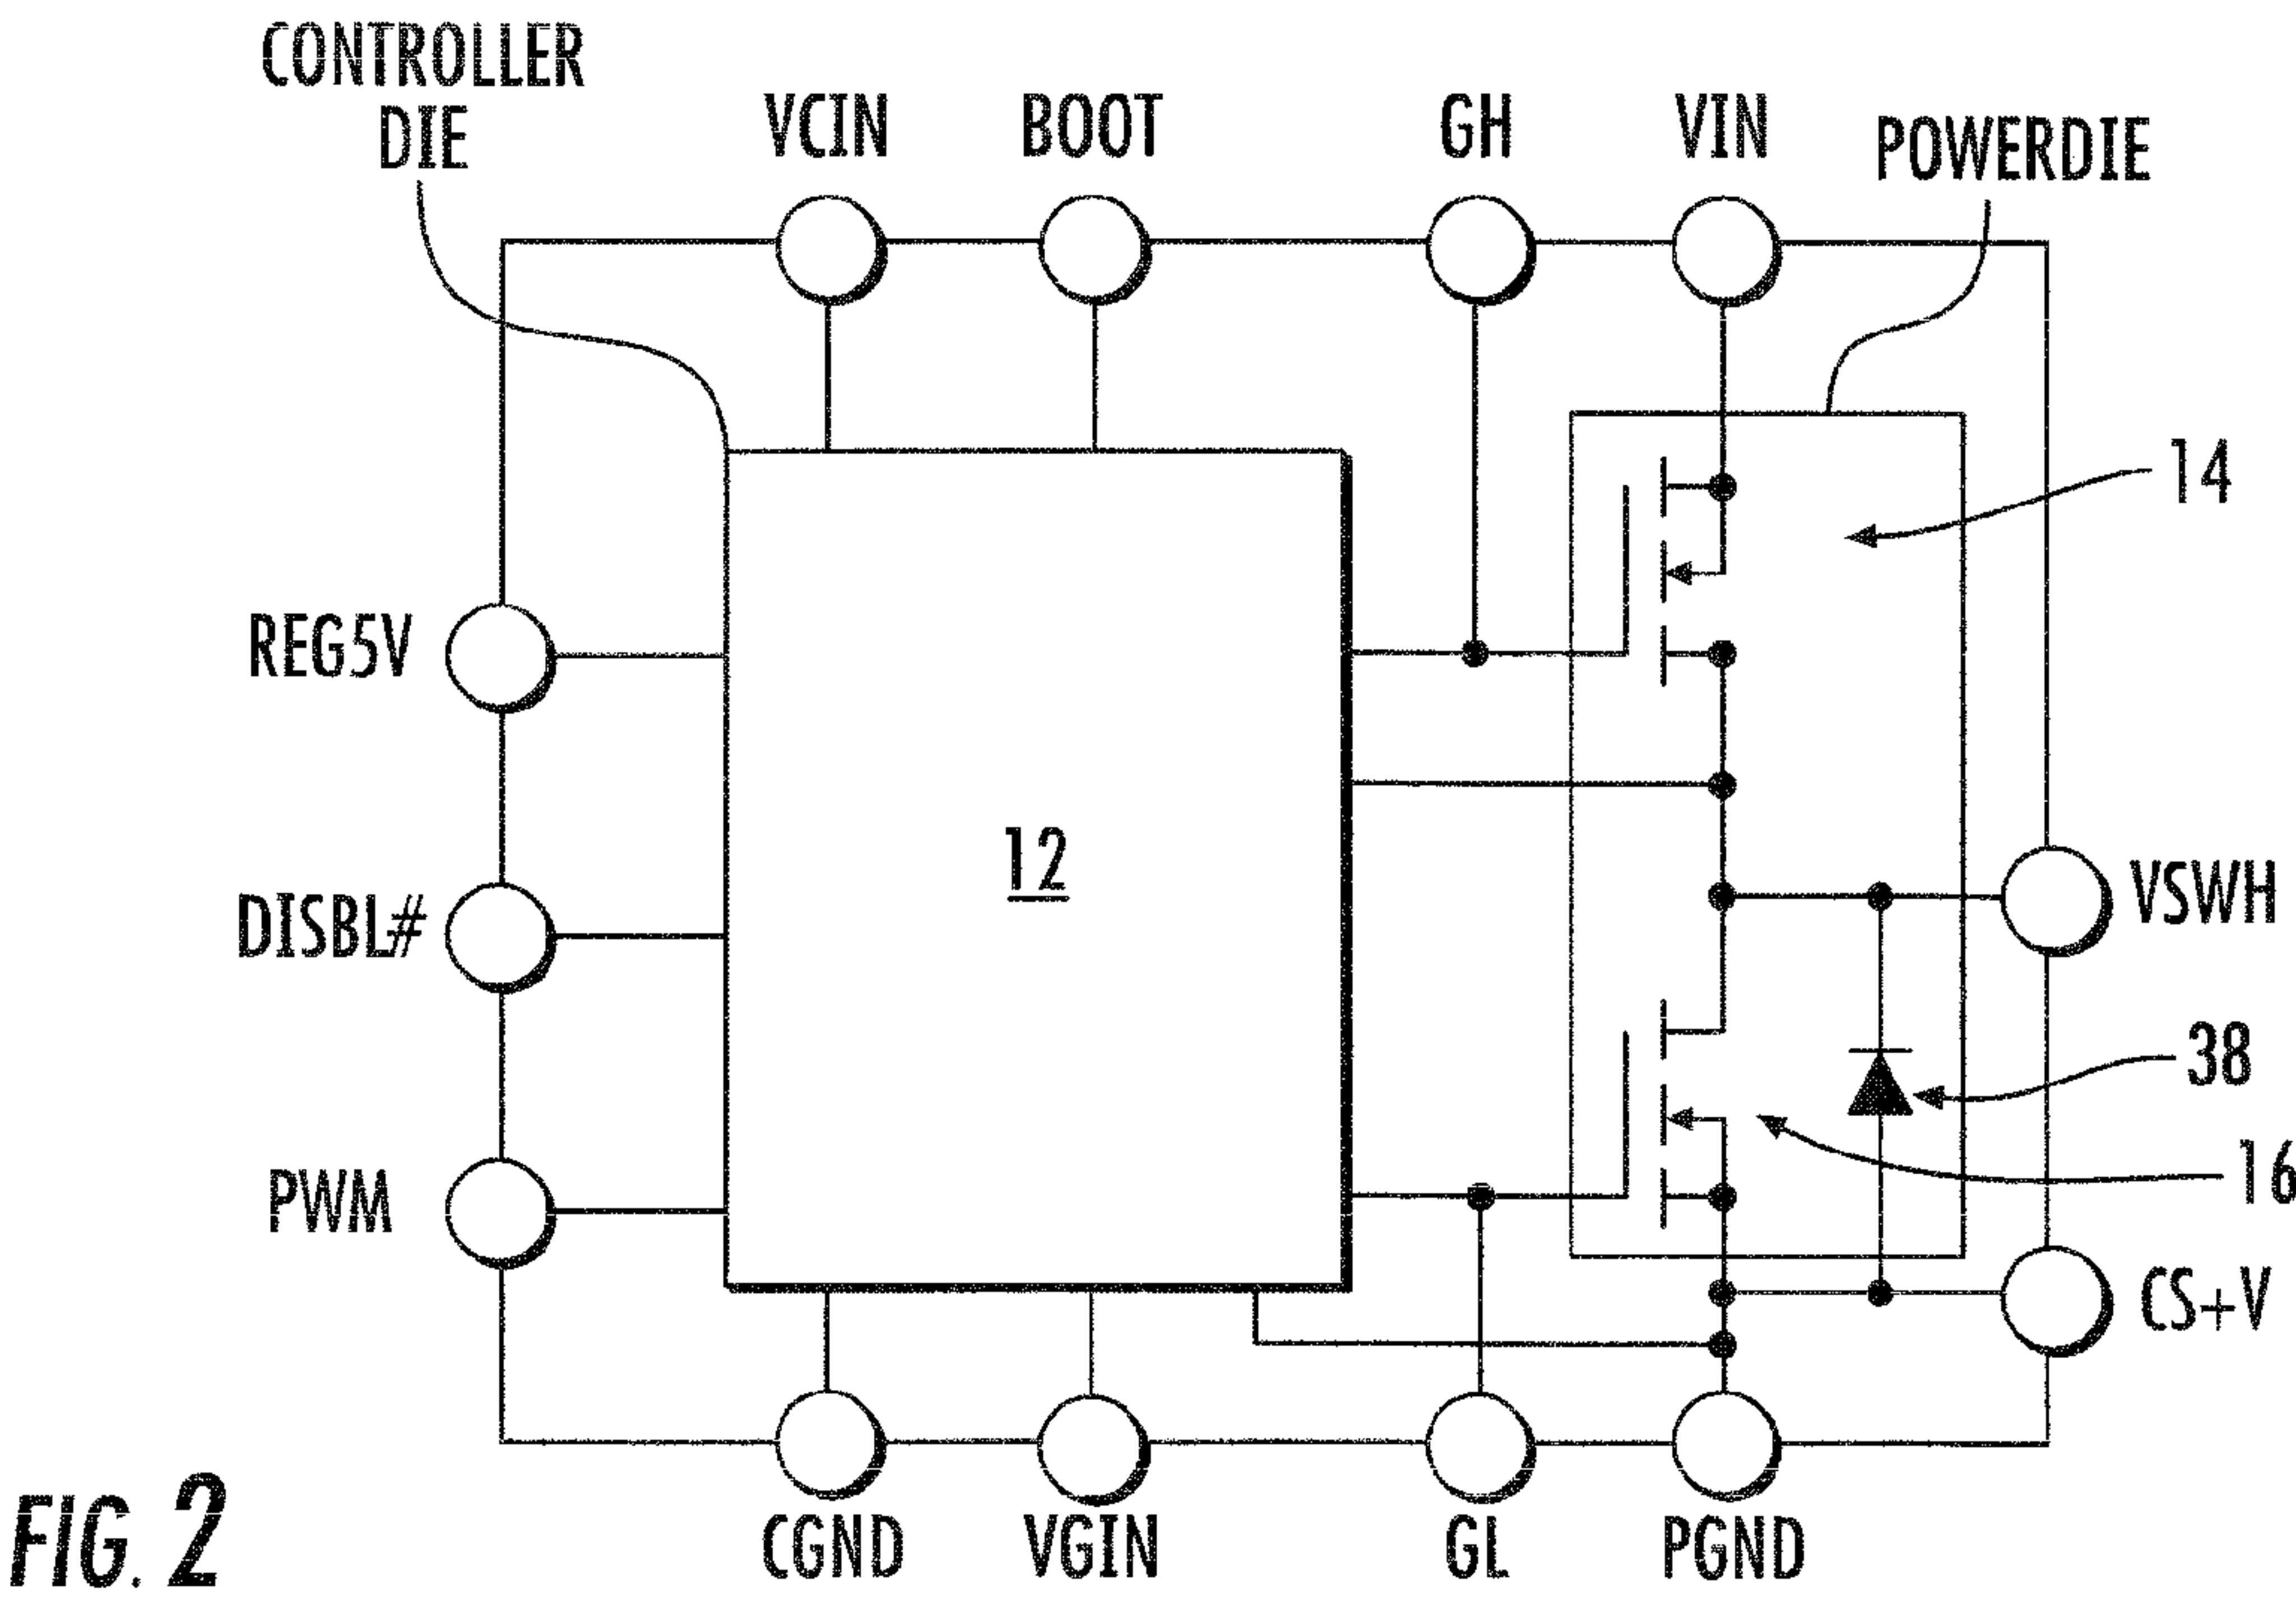 CONTROLLER
DIE
VCIN
BOOT
GH
VIN
POWERDIE
14
REG5V
12
DISBL#
VSWH
38
PWM
16
CS+V
CGND
VGIN
GL
PGND
FIG. 2